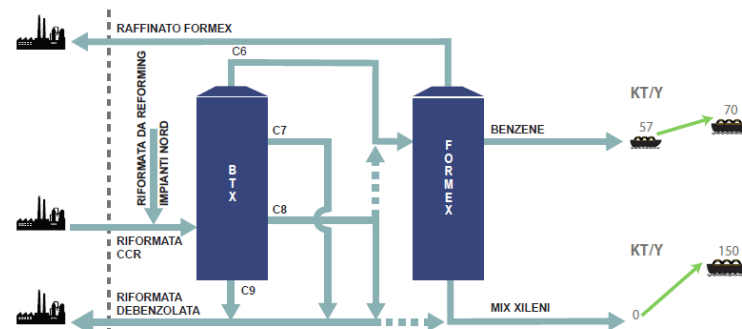 RAFFINATO FORMEX
C6
RIFORMATA DA REFORMING
IMPIANTI NORD
C7
BTX
C8
FORMEX
BENZENE
KT/Y
57
70
RIFORMATA
CCR
C9
RIFORMATA
DEBENZOLATA
MIX XILENI
KT/Y
0
150